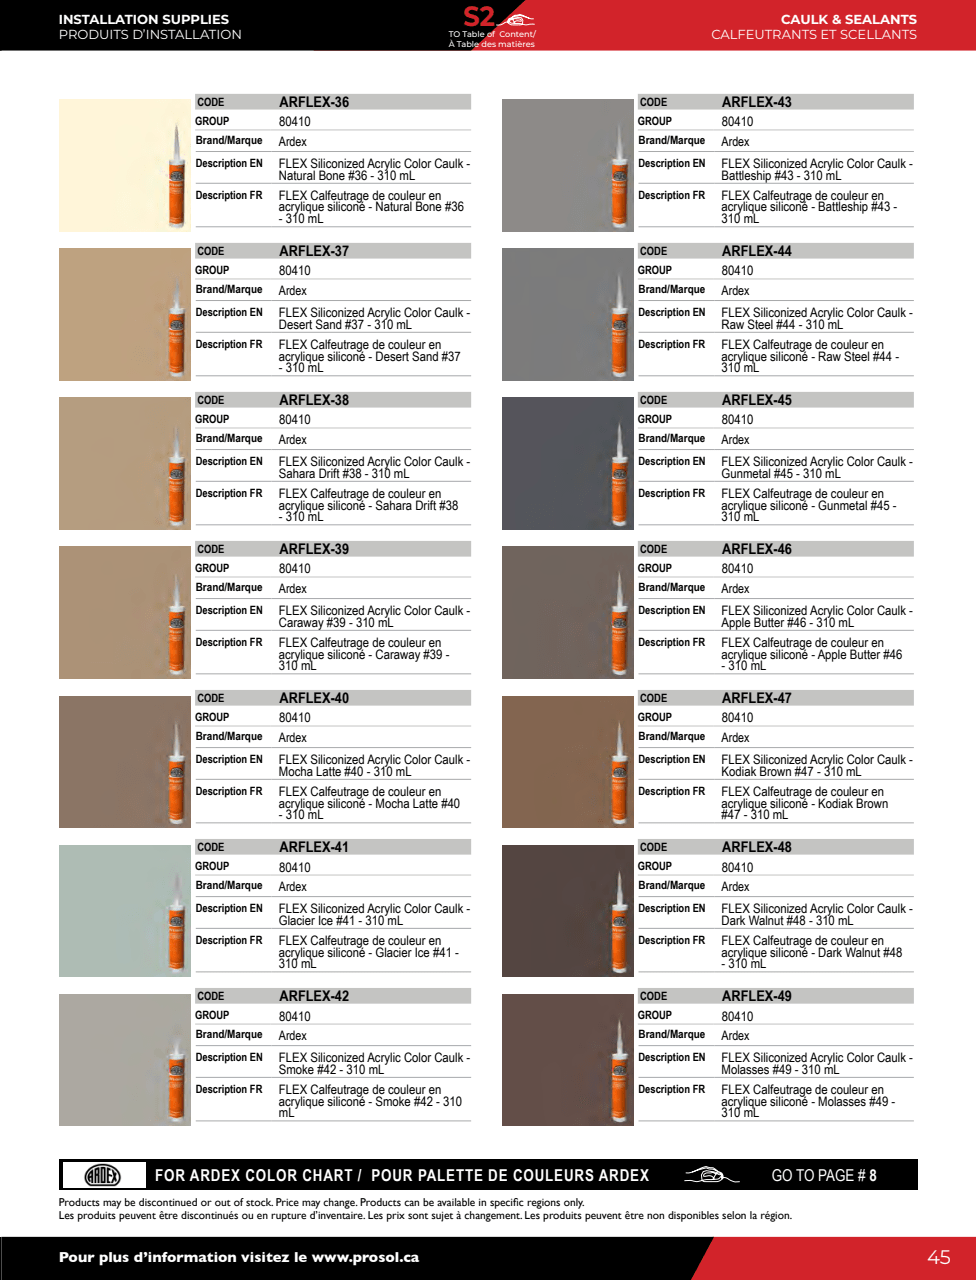 INSTALLATION SUPPLIES
PRODUITS D'INSTALLATION
S2
TO Table of Content/
À Table des matières
CAULK & SEALANTS
CALFEUTRANTS ET SCELLANTS
CODE ARFLEX-36
GROUP 80410
Brand/Marque Ardex
Description EN FLEX Siliconized Acrylic Color Caulk -
Natural Bone #36 - 310 mL
Description FR FLEX Calfeutrage de couleur en
acrylique siliconé - Natural Bone #36
- 310 mL
CODE ARFLEX-37
GROUP 80410
Brand/Marque Ardex
Description EN FLEX Siliconized Acrylic Color Caulk -
Desert Sand #37 - 310 mL
Description FR FLEX Calfeutrage de couleur en
acrylique siliconé - Desert Sand #37
- 310 mL
CODE ARFLEX-38
GROUP 80410
Brand/Marque Ardex
Description EN FLEX Siliconized Acrylic Color Caulk -
Sahara Drift #38 - 310 mL
Description FR FLEX Calfeutrage de couleur en
acrylique siliconé - Sahara Drift #38
- 310 mL
CODE ARFLEX-39
GROUP 80410
Brand/Marque Ardex
Description EN FLEX Siliconized Acrylic Color Caulk -
Caraway #39 - 310 mL
Description FR FLEX Calfeutrage de couleur en
acrylique siliconé - Caraway #39 -
310 mL
CODE ARFLEX-40
GROUP 80410
Brand/Marque Ardex
Description EN FLEX Siliconized Acrylic Color Caulk -
Mocha Latte #40 - 310 mL
Description FR FLEX Calfeutrage de couleur en
acrylique siliconé - Mocha Latte #40
- 310 mL
CODE ARFLEX-41
GROUP 80410
Brand/Marque Ardex
Description EN FLEX Siliconized Acrylic Color Caulk -
Glacier Ice #41 - 310 mL
Description FR FLEX Calfeutrage de couleur en
acrylique siliconé - Glacier Ice #41 -
310 mL
CODE ARFLEX-42
GROUP 80410
Brand/Marque Ardex
Description EN FLEX Siliconized Acrylic Color Caulk -
Smoke #42 - 310 mL
Description FR FLEX Calfeutrage de couleur en
acrylique siliconé - Smoke #42 - 310
mL
CODE ARFLEX-43
GROUP 80410
Brand/Marque Ardex
Description EN FLEX Siliconized Acrylic Color Caulk -
Battleship #43 - 310 mL
Description FR FLEX Calfeutrage de couleur en
acrylique siliconé - Battleship #43 -
310 mL
CODE ARFLEX-44
GROUP 80410
Brand/Marque Ardex
Description EN FLEX Siliconized Acrylic Color Caulk -
Raw Steel #44 - 310 mL
Description FR FLEX Calfeutrage de couleur en
acrylique siliconé - Raw Steel #44 -
310 mL
CODE ARFLEX-45
GROUP 80410
Brand/Marque Ardex
Description EN FLEX Siliconized Acrylic Color Caulk -
Gunmetal #45 - 310 mL
Description FR FLEX Calfeutrage de couleur en
acrylique siliconé - Gunmetal #45 -
310 mL
CODE ARFLEX-46
GROUP 80410
Brand/Marque Ardex
Description EN FLEX Siliconized Acrylic Color Caulk -
Apple Butter #46 - 310 mL
Description FR FLEX Calfeutrage de couleur en
acrylique siliconé - Apple Butter #46
- 310 mL
CODE ARFLEX-47
GROUP 80410
Brand/Marque Ardex
Description EN FLEX Siliconized Acrylic Color Caulk -
Kodiak Brown #47 - 310 mL
Description FR FLEX Calfeutrage de couleur en
acrylique siliconé - Kodiak Brown
#47 - 310 mL
CODE ARFLEX-48
GROUP 80410
Brand/Marque Ardex
Description EN FLEX Siliconized Acrylic Color Caulk -
Dark Walnut #48 - 310 mL
Description FR FLEX Calfeutrage de couleur en
acrylique siliconé - Dark Walnut #48
- 310 mL
CODE ARFLEX-49
GROUP 80410
Brand/Marque Ardex
Description EN FLEX Siliconized Acrylic Color Caulk -
Molasses #49 - 310 mL
Description FR FLEX Calfeutrage de couleur en
acrylique siliconé - Molasses #49 -
310 mL
ARDEX FOR ARDEX COLOR CHART / POUR PALETTE DE COULEURS ARDEX GO TO PAGE # 8
Products may be discontinued or out of stock. Price may change. Products can be available in specific regions only.
Les produits peuvent être discontinués ou en rupture d'inventaire. Les prix sont sujet à changement. Les produits peuvent être non disponibles selon la région.
Pour plus d'information visitez le www.prosol.ca
45